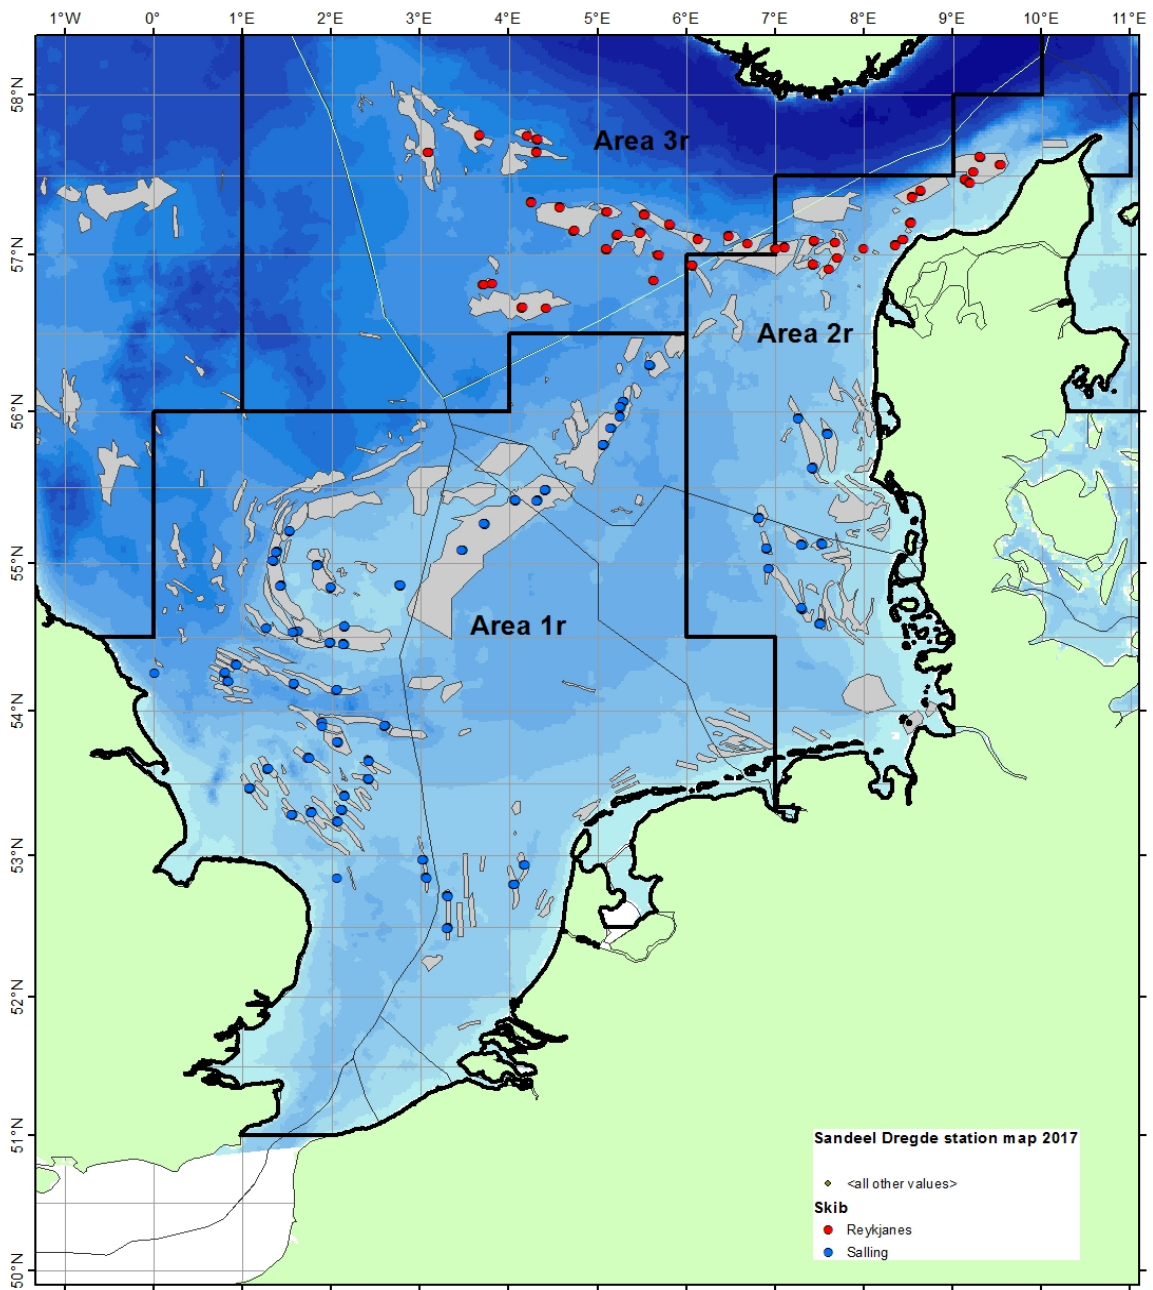 1°W 0° 1°E 2°E 3°E 4°E 5°E 6°E 7°E 8°E 9°E 10°E 11°E
58°N
57°N
56°N
55°N
54°N
53°N
52°N
51°N
50°N
Area 3r
Area 2r
Area 1r
Sandeel Dregde station map 2017
<all other values>
Skib
Reykjanes
Salling